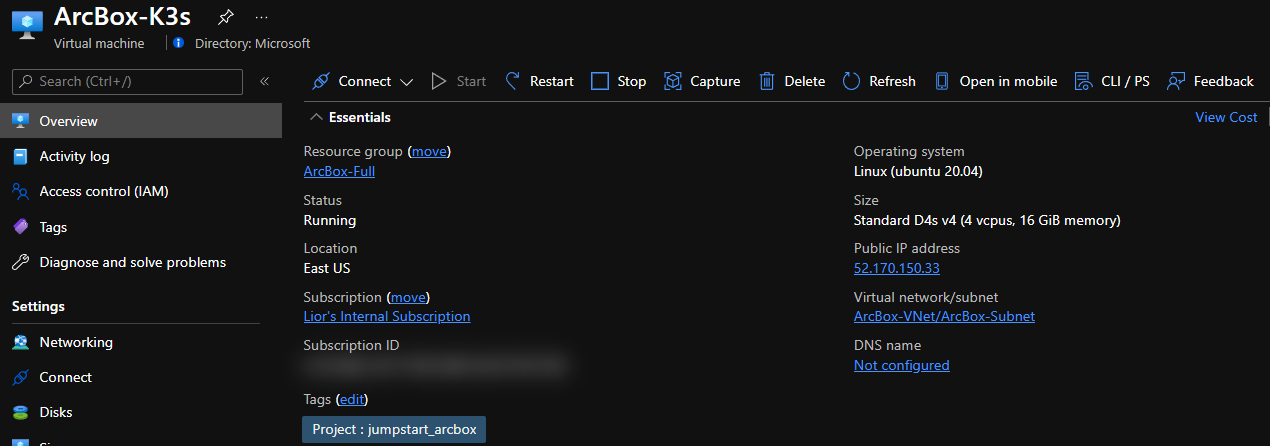 ArcBox-K3s
Virtual machine
Directory: Microsoft
Search (Ctrl+/)
Connect
Start
Restart
Stop
Capture
Delete
Refresh
Open in mobile
CLI / PS
Feedback
Overview
Activity log
Access control (IAM)
Tags
Diagnose and solve problems
Settings
Networking
Connect
Disks
Essentials
View Cost
Resource group (move)
ArcBox-Full
Status
Running
Location
East US
Subscription (move)
Lior's Internal Subscription
Subscription ID
Operating system
Linux (ubuntu 20.04)
Size
Standard D4s v4 (4 vcpus, 16 GiB memory)
Public IP address
52.170.150.33
Virtual network/subnet
ArcBox-VNet/ArcBox-Subnet
DNS name
Not configured
Tags (edit)
Project : jumpstart_arcbox